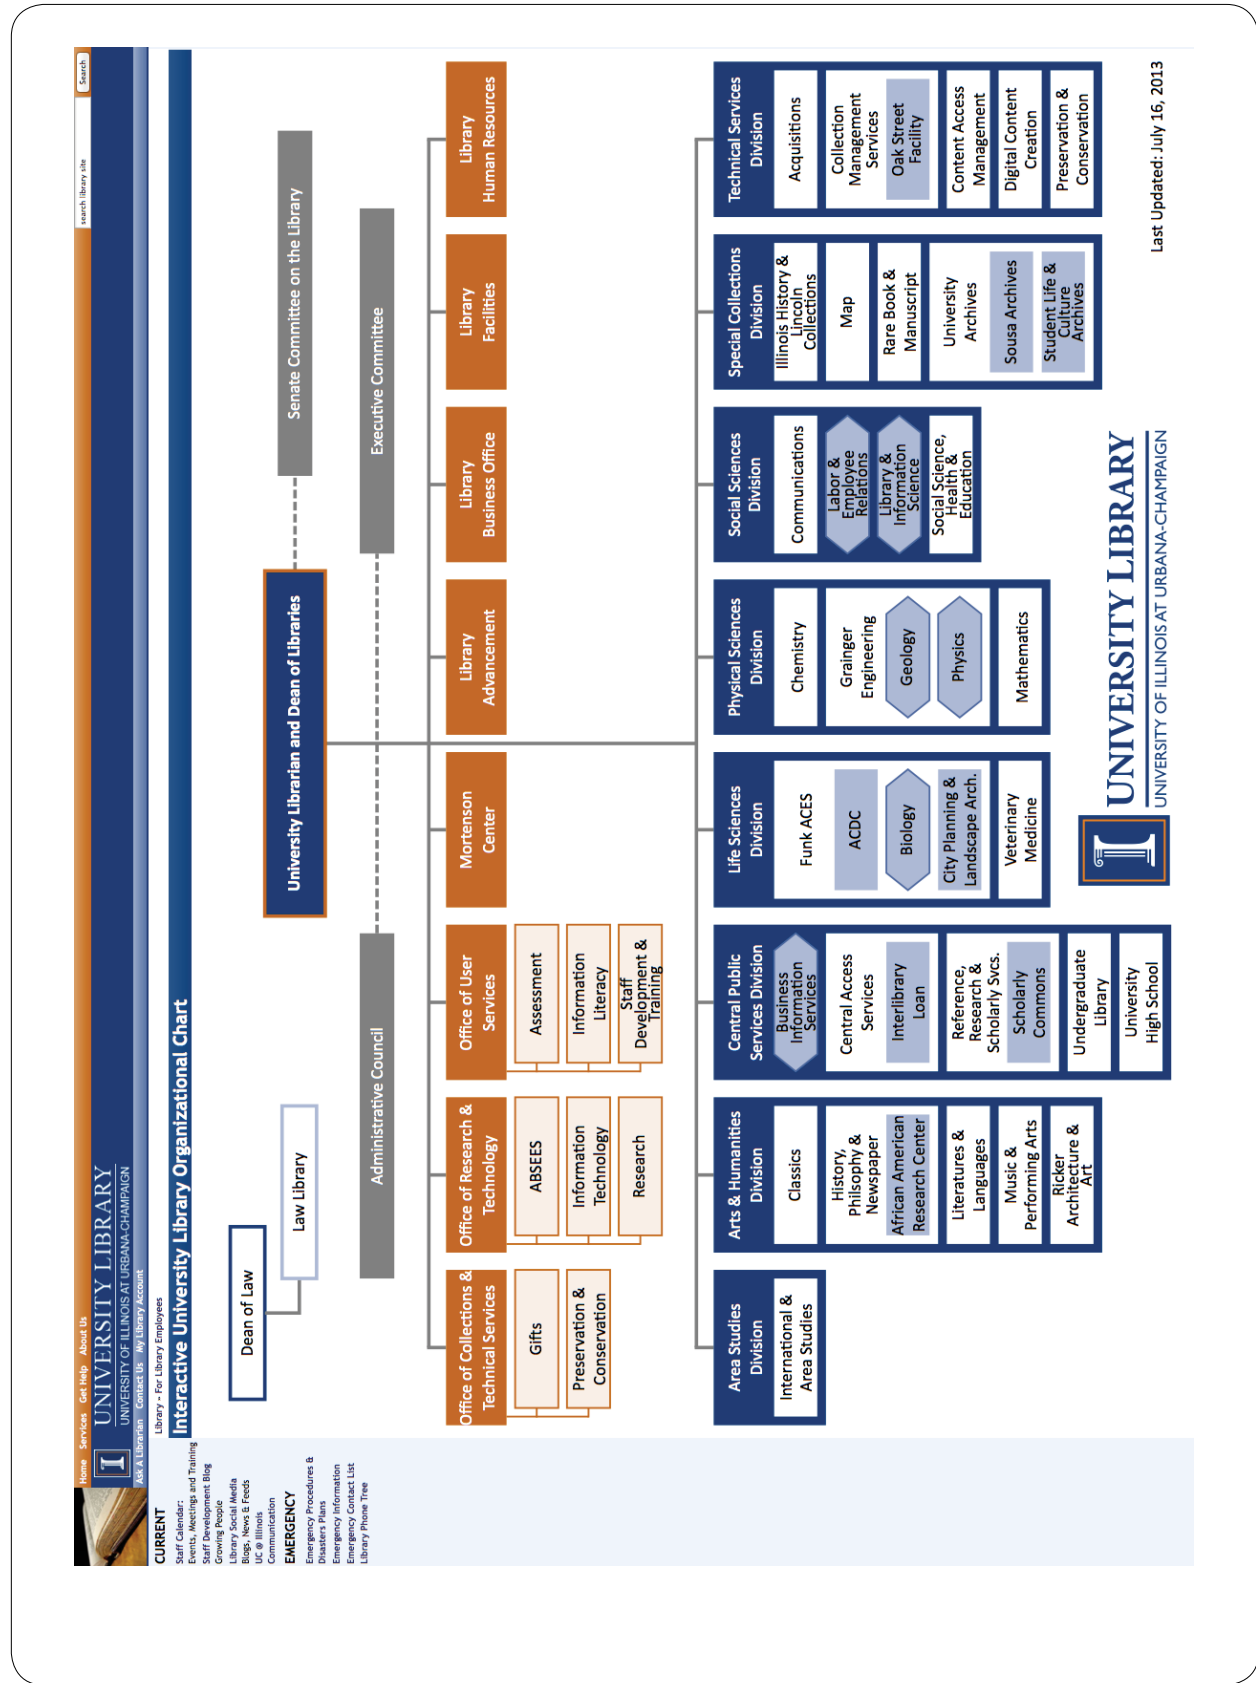 Home Services Get Help About Us
search library site
Search
UNIVERSITY LIBRARY
UNIVERSITY OF ILLINOIS AT URBANA-CHAMPAIGN
Ask A Librarian Contact Us My Library Account
CURRENT
Staff Calendar:
Events, Meetings and Training
Staff Development Blog
Growing People
Library Social Media
Blogs, News & Feeds
UC @ Illinois
Communication
EMERGENCY
Emergency Procedures &
Disasters Plans
Emergency Information
Emergency Contact List
Library Phone Tree
Library » For Library Employees
Interactive University Library Organizational Chart
Dean of Law
Law Library
University Librarian and Dean of Libraries
Senate Committee on the Library
Administrative Council
Executive Committee
Office of Collections &
Technical Services
Gifts
Preservation &
Conservation
Office of Research &
Technology
ABSEES
Information
Technology
Research
Office of User
Services
Assessment
Information
Literacy
Staff
Development &
Training
Mortenson
Center
Library
Advancement
Library
Business Office
Library
Facilities
Library
Human Resources
Area Studies
Division
International &
Area Studies
Arts & Humanities
Division
Classics
History,
Philsophy &
Newspaper
African American
Research Center
Literatures &
Languages
Music &
Performing Arts
Ricker
Architecture &
Art
Central Public
Services Division
Business
Information
Services
Central Access
Services
Interlibrary
Loan
Reference,
Research &
Scholarly Svcs.
Scholarly
Commons
Undergraduate
Library
University
High School
Life Sciences
Division
Funk ACES
ACDC
Biology
City Planning &
Landscape Arch.
Veterinary
Medicine
Physical Sciences
Division
Chemistry
Grainger
Engineering
Geology
Physics
Mathematics
Social Sciences
Division
Communications
Labor &
Employee
Relations
Library &
Information
Science
Social Science,
Health &
Education
Special Collections
Division
Illinois History &
Lincoln
Collections
Map
Rare Book &
Manuscript
University
Archives
Sousa Archives
Student Life &
Culture
Archives
Technical Services
Division
Acquisitions
Collection
Management
Services
Oak Street
Facility
Content Access
Management
Digital Content
Creation
Preservation &
Conservation
UNIVERSITY LIBRARY
UNIVERSITY OF ILLINOIS AT URBANA-CHAMPAIGN
Last Updated: July 16, 2013